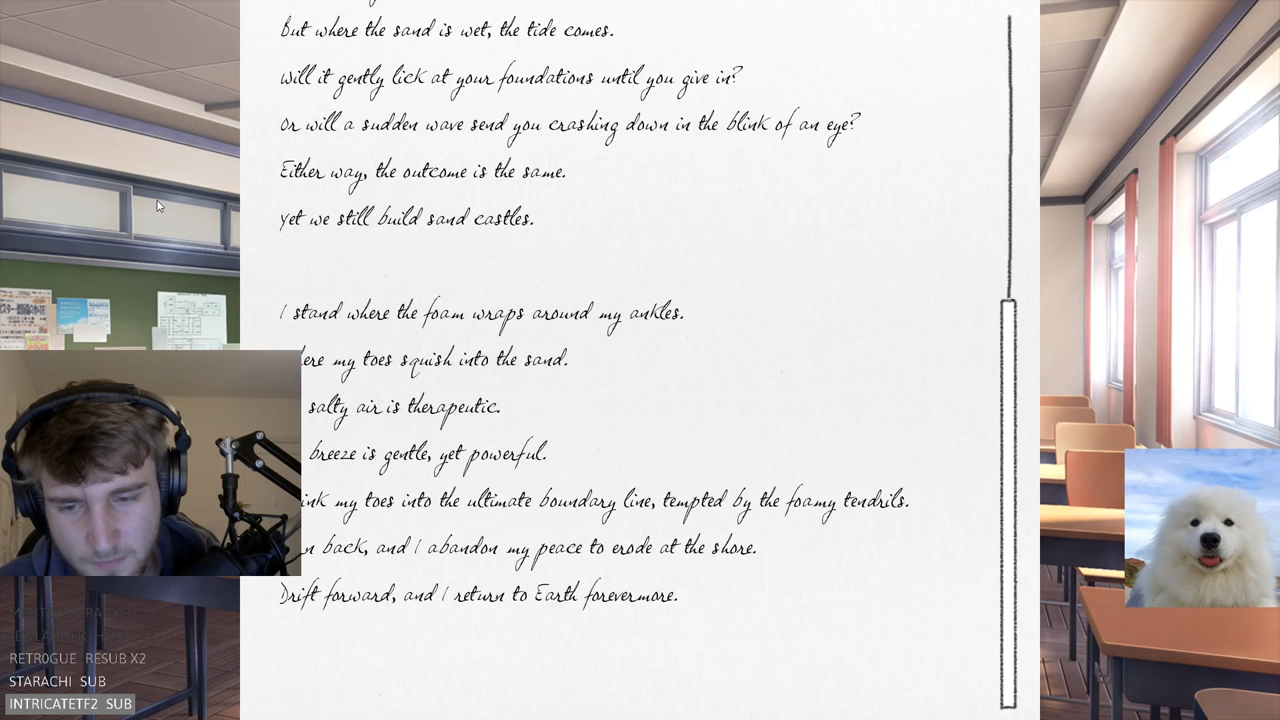 But where the sand is wet, the tide comes.
Will it gently lick at your foundations until you give in?
Or will a sudden wave send you crashing down in the blink of an eye?
Either way, the outcome is the same.
Yet we still build sand castles.
I stand where the foam wraps around my ankles.
my toes squish into the sand.
salty air is therapeutic.
breeze is gentle, yet powerful.
my toes into the ultimate boundary line, tempted by the foamy tendrils.
back, and I abandon my peace to erode at the shore.
Drift forward, and I return to Earth forevermore.
RETR0GUE RESUB X2
STARACHI SUB
INTRICATETF2 SUB